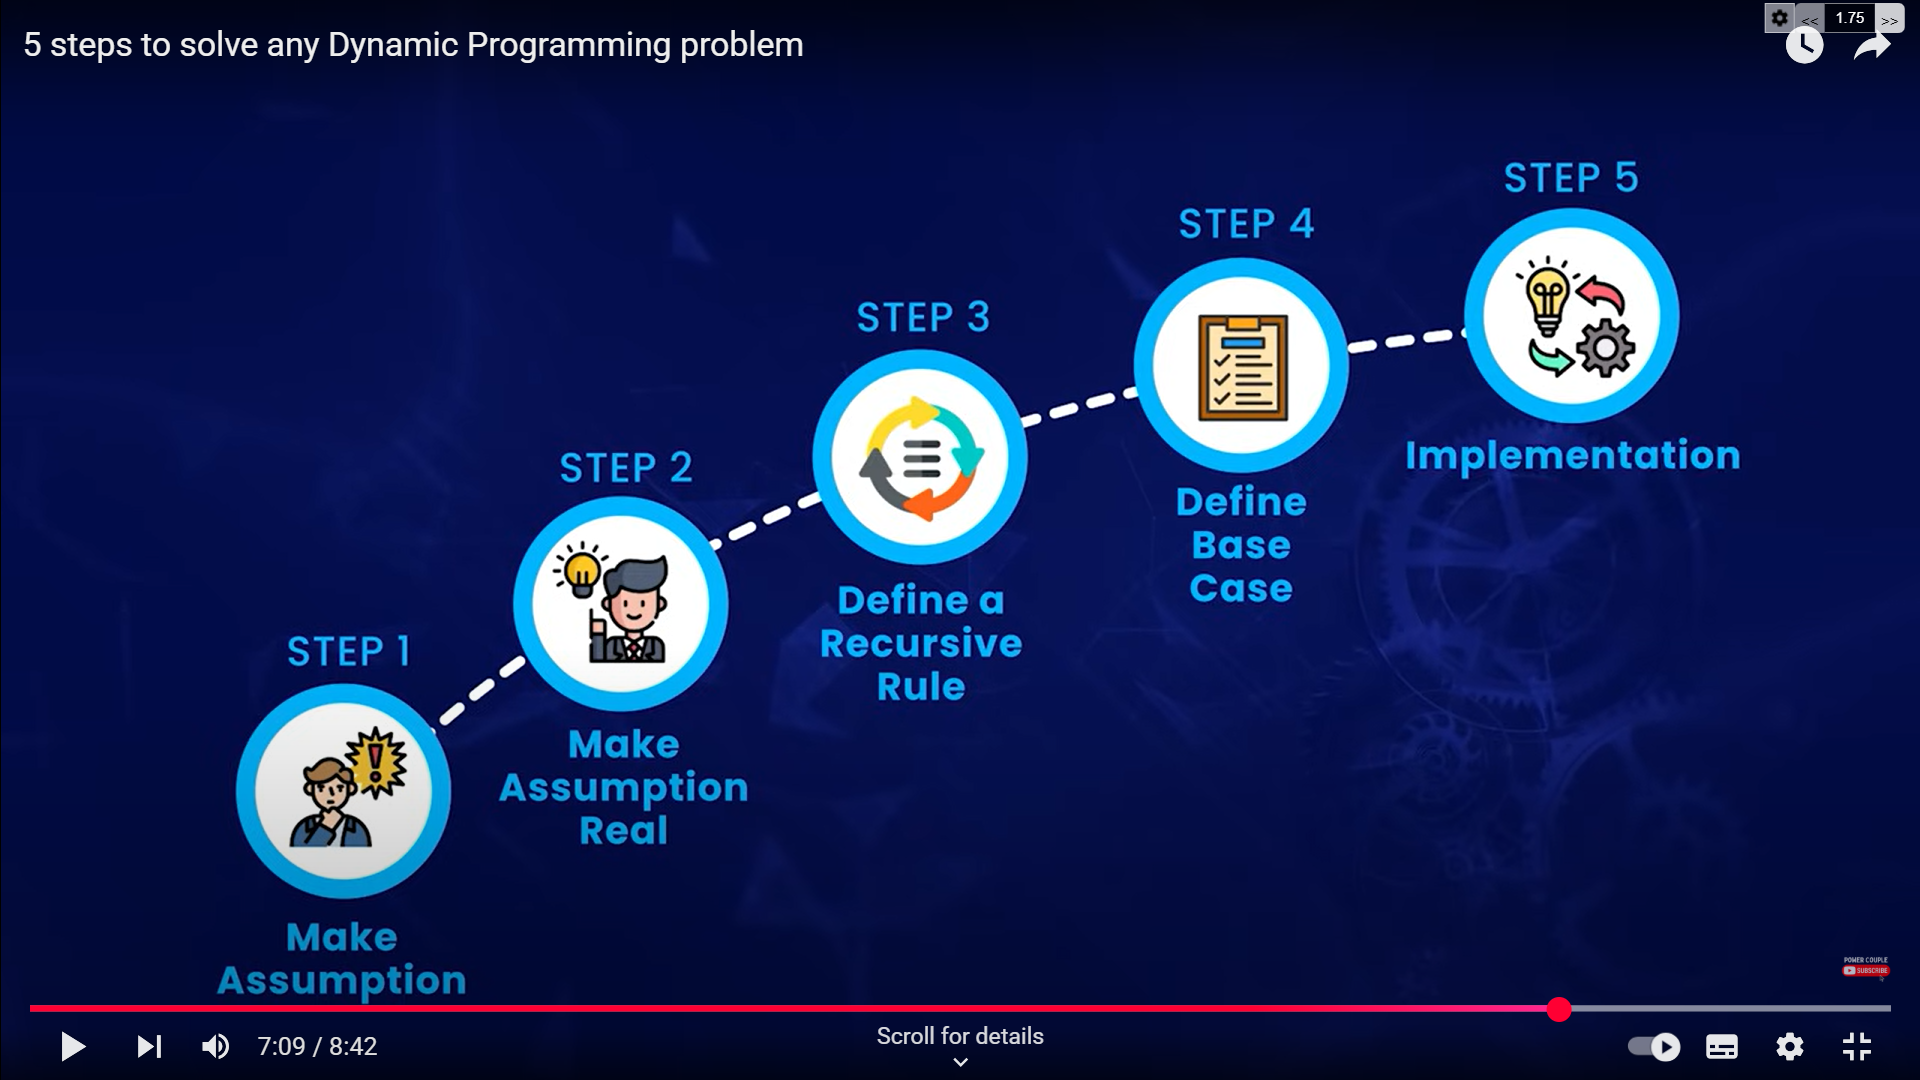 5 steps to solve any Dynamic Programming problem
<< 1.75 >>
STEP 1
Make
Assumption
STEP 2
Make
Assumption
Real
STEP 3
Define a
Recursive
Rule
STEP 4
Define
Base
Case
STEP 5
Implementation
POWER COUPLE
SUBSCRIBE
7:09 / 8:42
Scroll for details